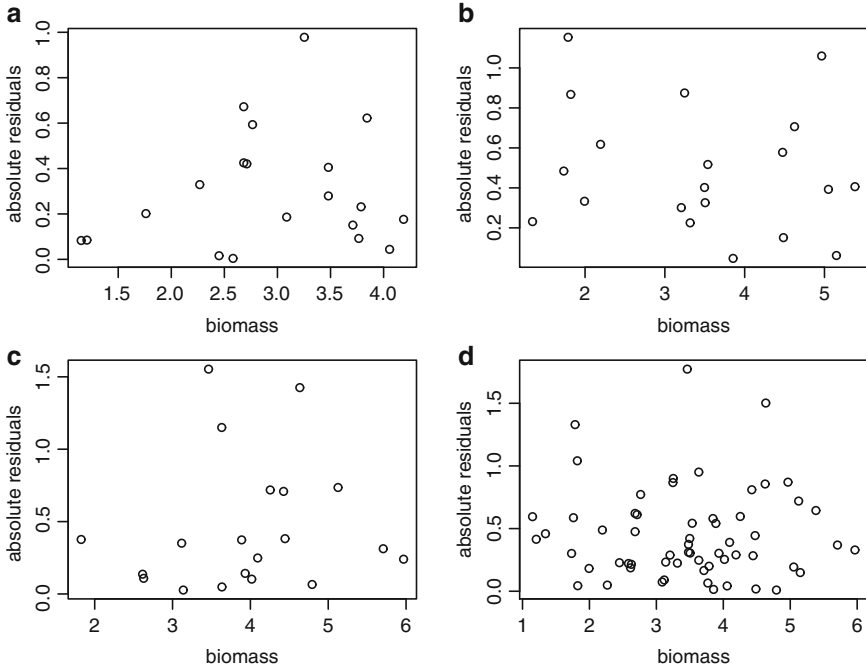 a
absolute residuals
1.0
0.8
0.6
0.4
0.2
0.0
1.5 2.0 2.5 3.0 3.5 4.0
biomass
b
absolute residuals
1.0
0.8
0.6
0.4
0.2
2 3 4 5
biomass
c
absolute residuals
1.5
1.0
0.5
0.0
2 3 4 5 6
biomass
d
absolute residuals
1.5
1.0
0.5
0.0
1 2 3 4 5 6
biomass